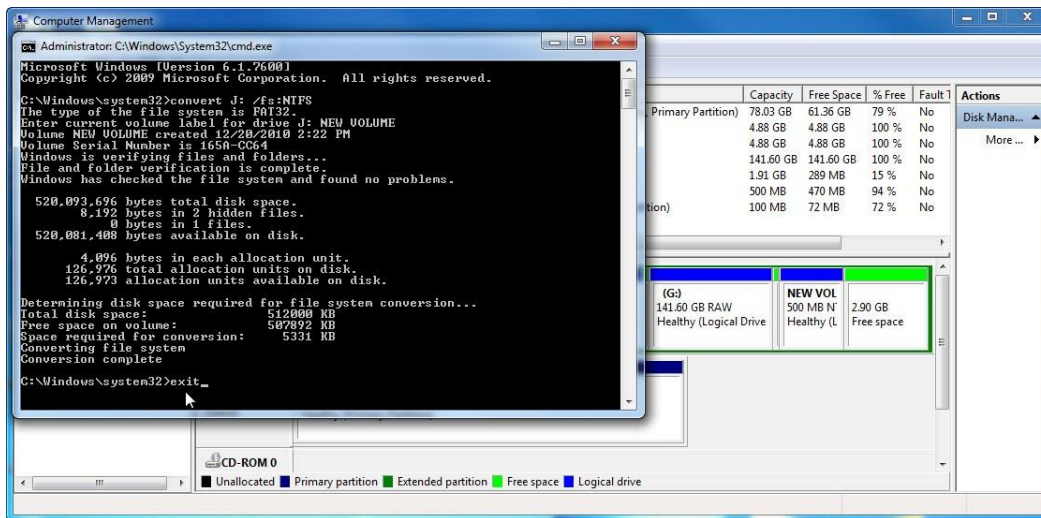 Computer Management
Administrator: C:\Windows\System32\cmd.exe
Microsoft Windows [Version 6.1.7600]
Copyright (c) 2009 Microsoft Corporation.  All rights reserved.
C:\Windows\system32>convert J: /fs:NTFS
The type of the file system is FAT32.
Enter current volume label for drive J: NEW VOLUME
Volume NEW VOLUME created 12/20/2010 2:22 PM
Volume Serial Number is 165A-CC64
Windows is verifying files and folders...
File and folder verification is complete.
Windows has checked the file system and found no problems.
520,093,696 bytes total disk space.
8,192 bytes in 2 hidden files.
0 bytes in 1 files.
520,081,408 bytes available on disk.
4,096 bytes in each allocation unit.
126,976 total allocation units on disk.
126,973 allocation units available on disk.
Determining disk space required for file system conversion...
Total disk space: 512000 KB
Free space on volume: 507892 KB
Space required for conversion: 5331 KB
Converting file system
Conversion complete
C:\Windows\system32>exit_
Capacity Free Space % Free Fault T
, Primary Partition) 78.03 GB 61.36 GB 79 % No
4.88 GB 4.88 GB 100 % No
4.88 GB 4.88 GB 100 % No
141.60 GB 141.60 GB 100 % No
1.91 GB 289 MB 15 % No
500 MB 470 MB 94 % No
tion) 100 MB 72 MB 72 % No
Actions
Disk Mana...
More ...
(G:)
141.60 GB RAW
Healthy (Logical Drive
NEW VOL
500 MB N
Healthy (L
2.90 GB
Free space
CD-ROM 0
Unallocated Primary partition Extended partition Free space Logical drive